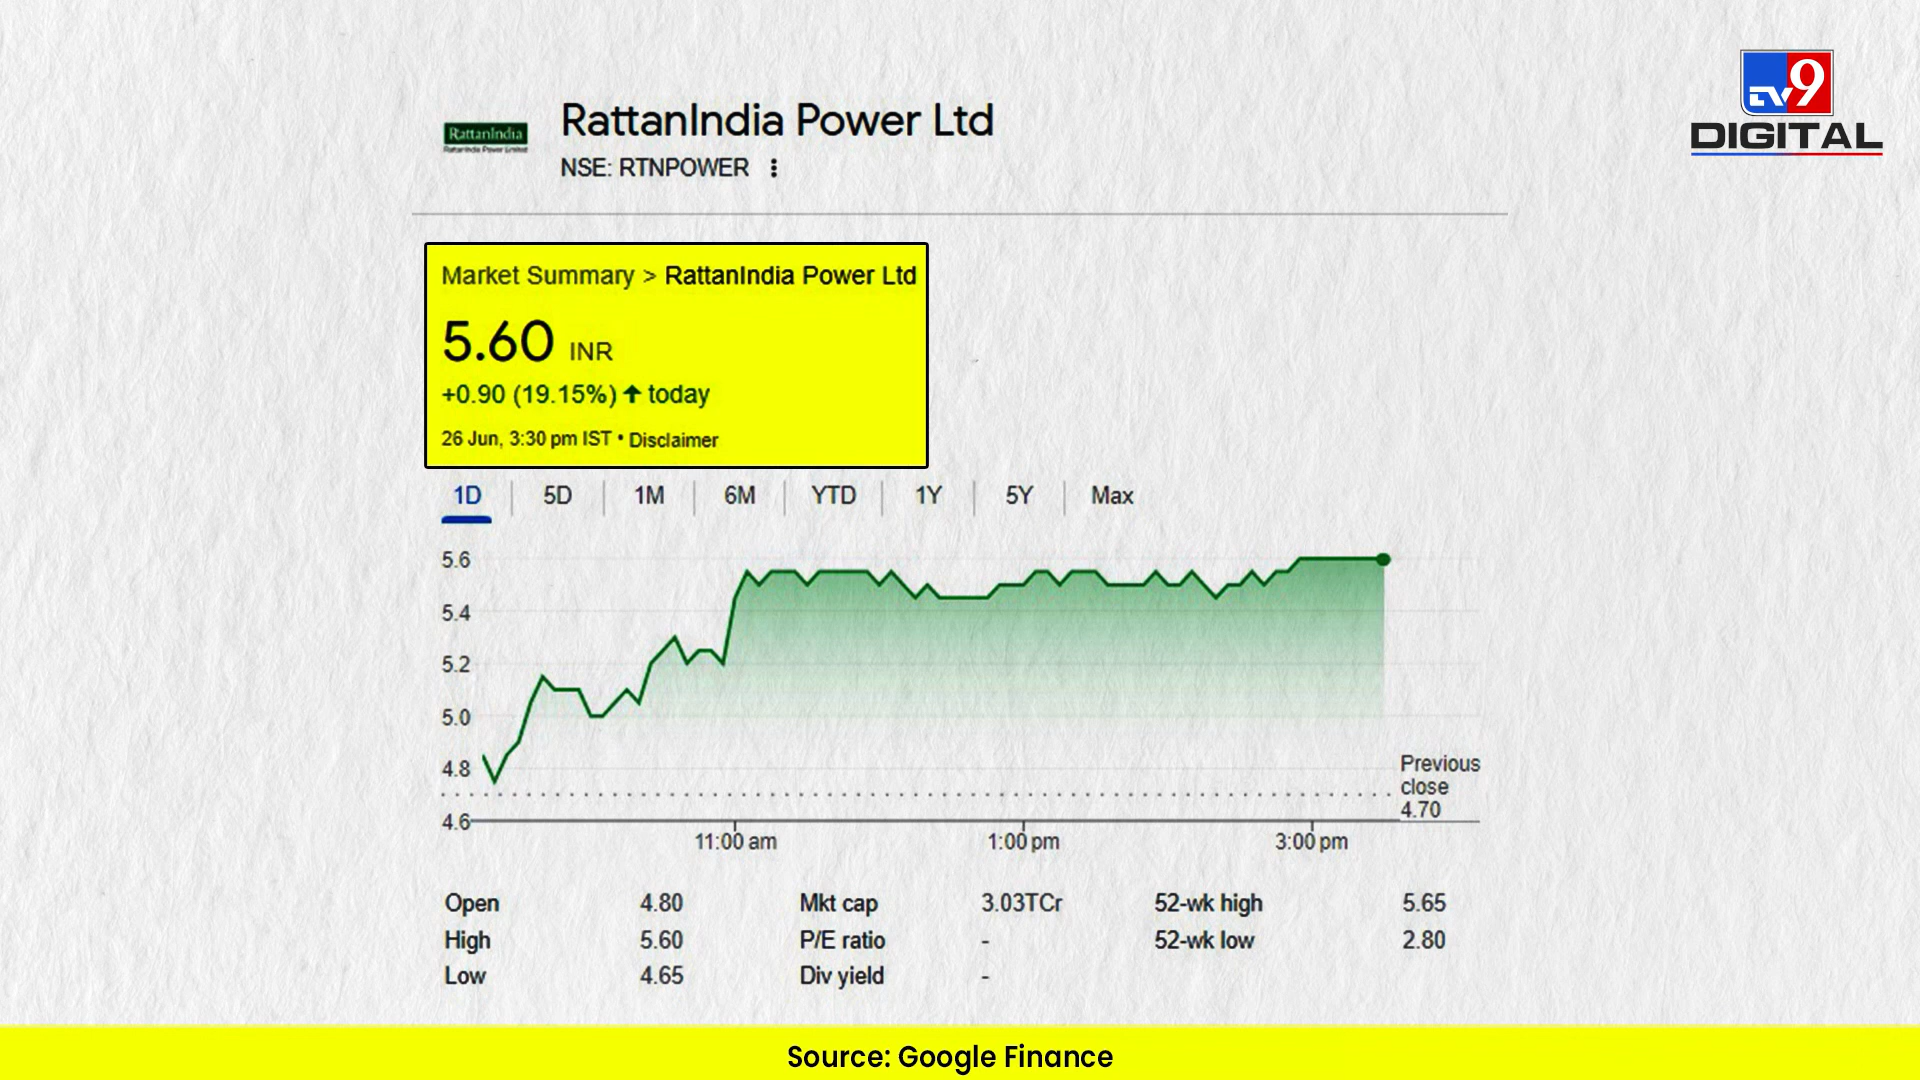 TV9
DIGITAL
RattanIndia
RattanIndia Power Limited
RattanIndia Power Ltd
NSE: RTNPOWER
Market Summary > RattanIndia Power Ltd
5.60 INR
+0.90 (19.15%) ↑ today
26 Jun, 3:30 pm IST • Disclaimer
1D 5D 1M 6M YTD 1Y 5Y Max
5.6
5.4
5.2
5.0
4.8
4.6
Previous
close
4.70
11:00 am 1:00 pm 3:00 pm
Open 4.80 Mkt cap 3.03TCr 52-wk high 5.65
High 5.60 P/E ratio - 52-wk low 2.80
Low 4.65 Div yield -
Source: Google Finance